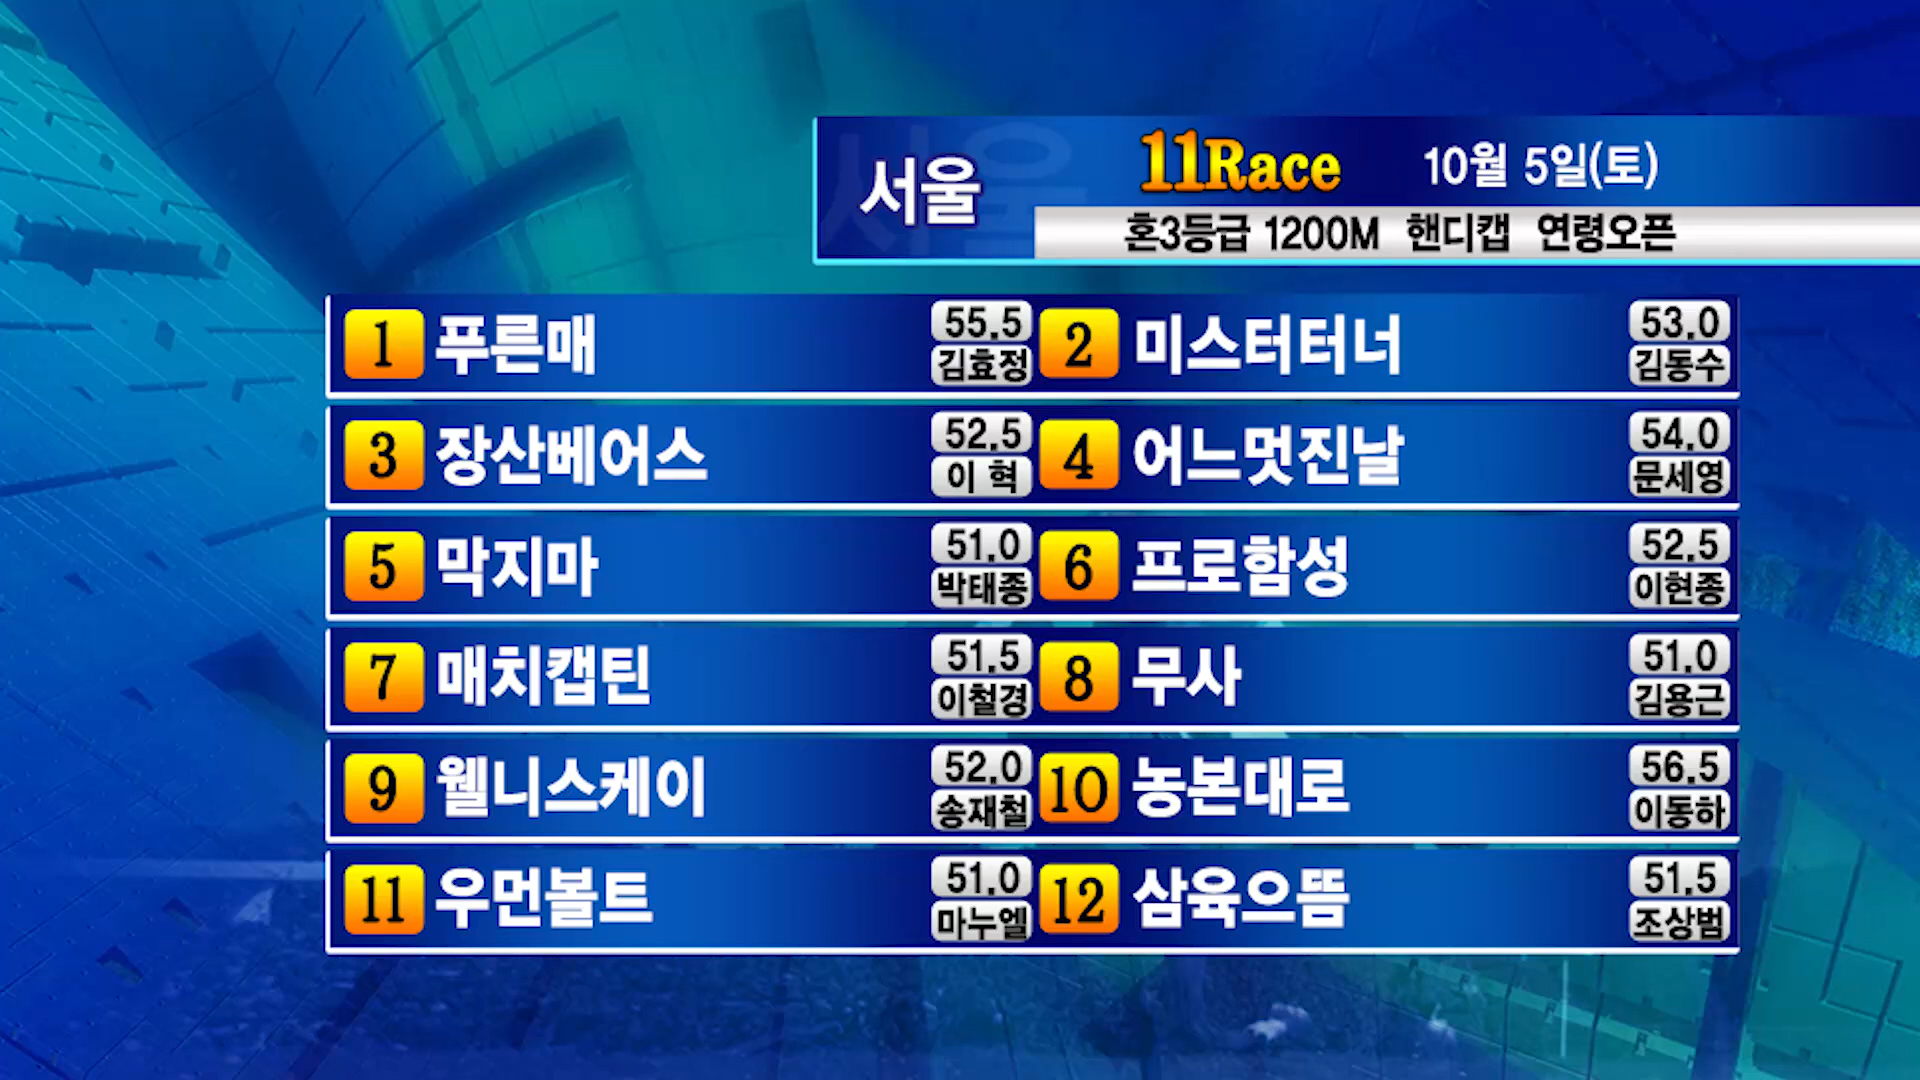 서울
11Race 10월 5일(토)
혼3등급 1200M 핸디캡 연령오픈
1 푸른매 55.5 김효정
2 미스터터너 53.0 김동수
3 장산베어스 52.5 이 혁
4 어느멋진날 54.0 문세영
5 막지마 51.0 박태종
6 프로함성 52.5 이현종
7 매치캡틴 51.5 이철경
8 무사 51.0 김용근
9 웰니스케이 52.0 송재철
10 농본대로 56.5 이동하
11 우먼볼트 51.0 마누엘
12 삼육으뜸 51.5 조상범